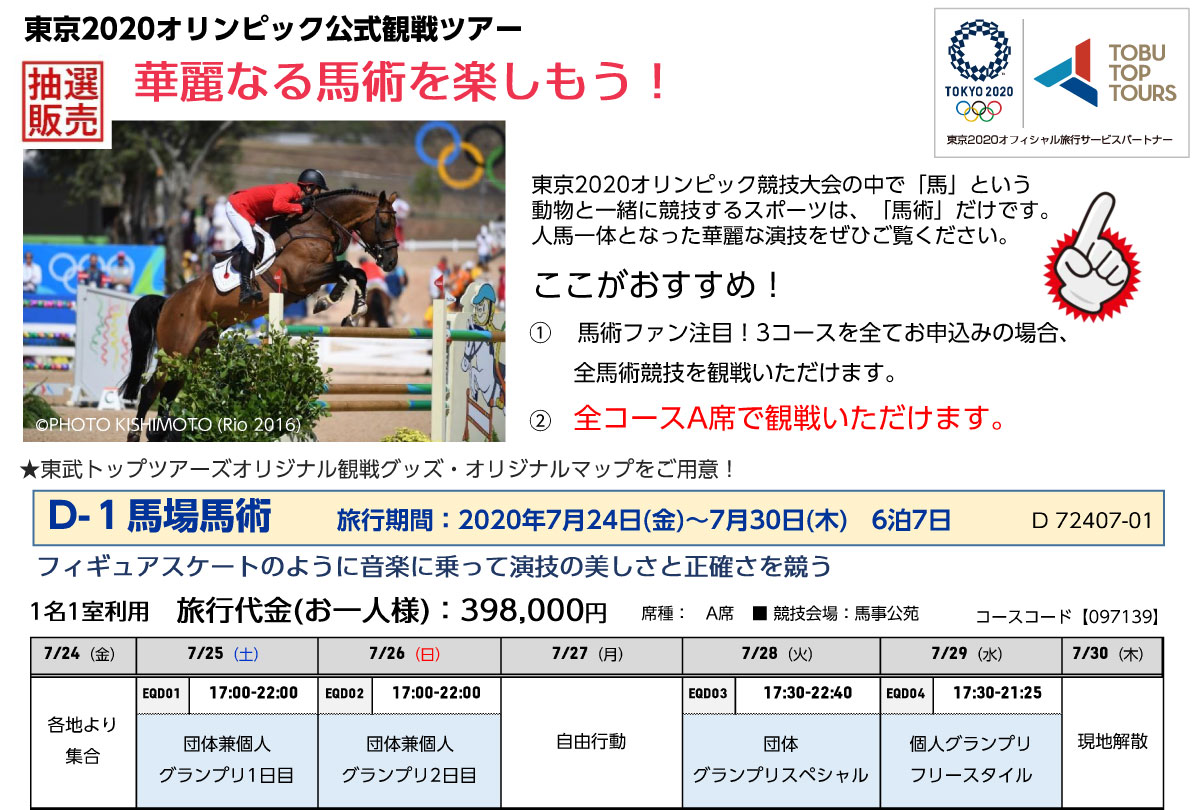 東京2020オリンピック公式観戦ツアー
抽選
販売
華麗なる馬術を楽しもう！
TOKYO 2020
TOBU
TOP
TOURS
東京2020オフィシャル旅行サービスパートナー
東京2020オリンピック競技大会の中で「馬」という
動物と一緒に競技するスポーツは、「馬術」だけです。
人馬一体となった華麗な演技をぜひご覧ください。
ここがおすすめ！
① 馬術ファン注目！3コースを全てお申込みの場合、
全馬術競技を観戦いただけます。
② 全コースA席で観戦いただけます。
©PHOTO KISHIMOTO (Rio 2016)
★東武トップツアーズオリジナル観戦グッズ・オリジナルマップをご用意！
D-１馬場馬術 旅行期間：2020年7月24日(金)～7月30日(木) 6泊7日 D 72407-01
フィギュアスケートのように音楽に乗って演技の美しさと正確さを競う
1名1室利用 旅行代金(お一人様)：398,000円 席種： A席 ■ 競技会場：馬事公苑 コースコード【097139】
7/24（金） 7/25（土） 7/26（日） 7/27（月） 7/28（火） 7/29（水） 7/30（木）
EQD01 17:00-22:00 EQD02 17:00-22:00 EQD03 17:30-22:40 EQD04 17:30-21:25
各地より
集合
団体兼個人
グランプリ1日目
団体兼個人
グランプリ2日目
自由行動
団体
グランプリスペシャル
個人グランプリ
フリースタイル
現地解散